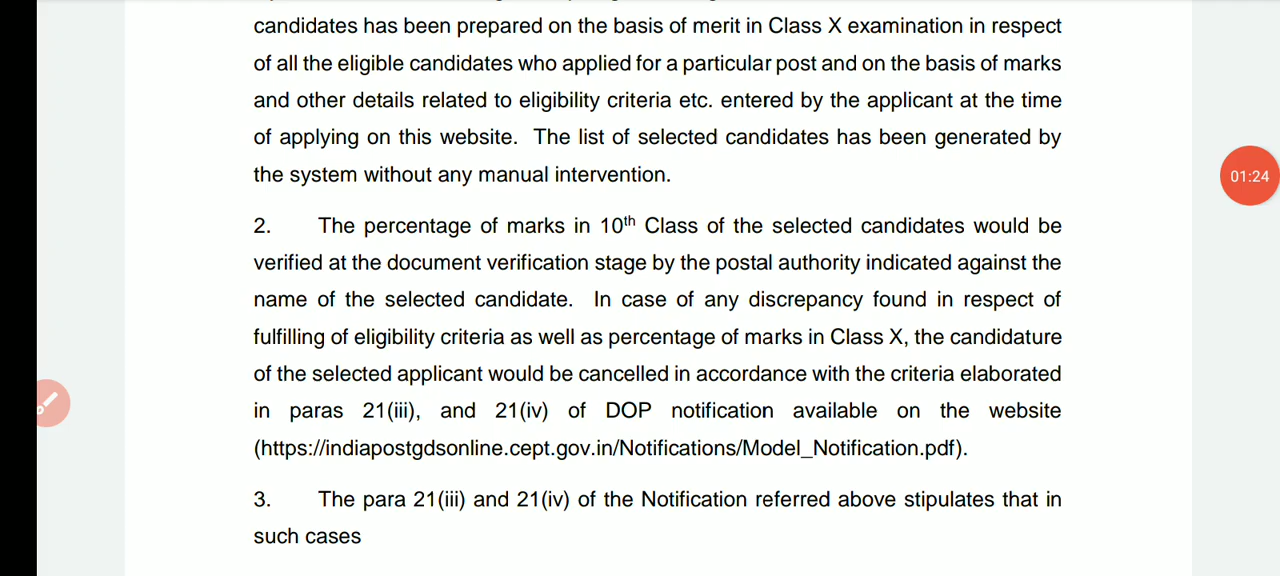 candidates has been prepared on the basis of merit in Class X examination in respect
of all the eligible candidates who applied for a particular post and on the basis of marks
and other details related to eligibility criteria etc. entered by the applicant at the time
of applying on this website. The list of selected candidates has been generated by
the system without any manual intervention.
01:24
2. The percentage of marks in 10th Class of the selected candidates would be
verified at the document verification stage by the postal authority indicated against the
name of the selected candidate. In case of any discrepancy found in respect of
fulfilling of eligibility criteria as well as percentage of marks in Class X, the candidature
of the selected applicant would be cancelled in accordance with the criteria elaborated
in paras 21(iii), and 21(iv) of DOP notification available on the website
(https://indiapostgdsonline.cept.gov.in/Notifications/Model_Notification.pdf).
3. The para 21(iii) and 21(iv) of the Notification referred above stipulates that in
such cases